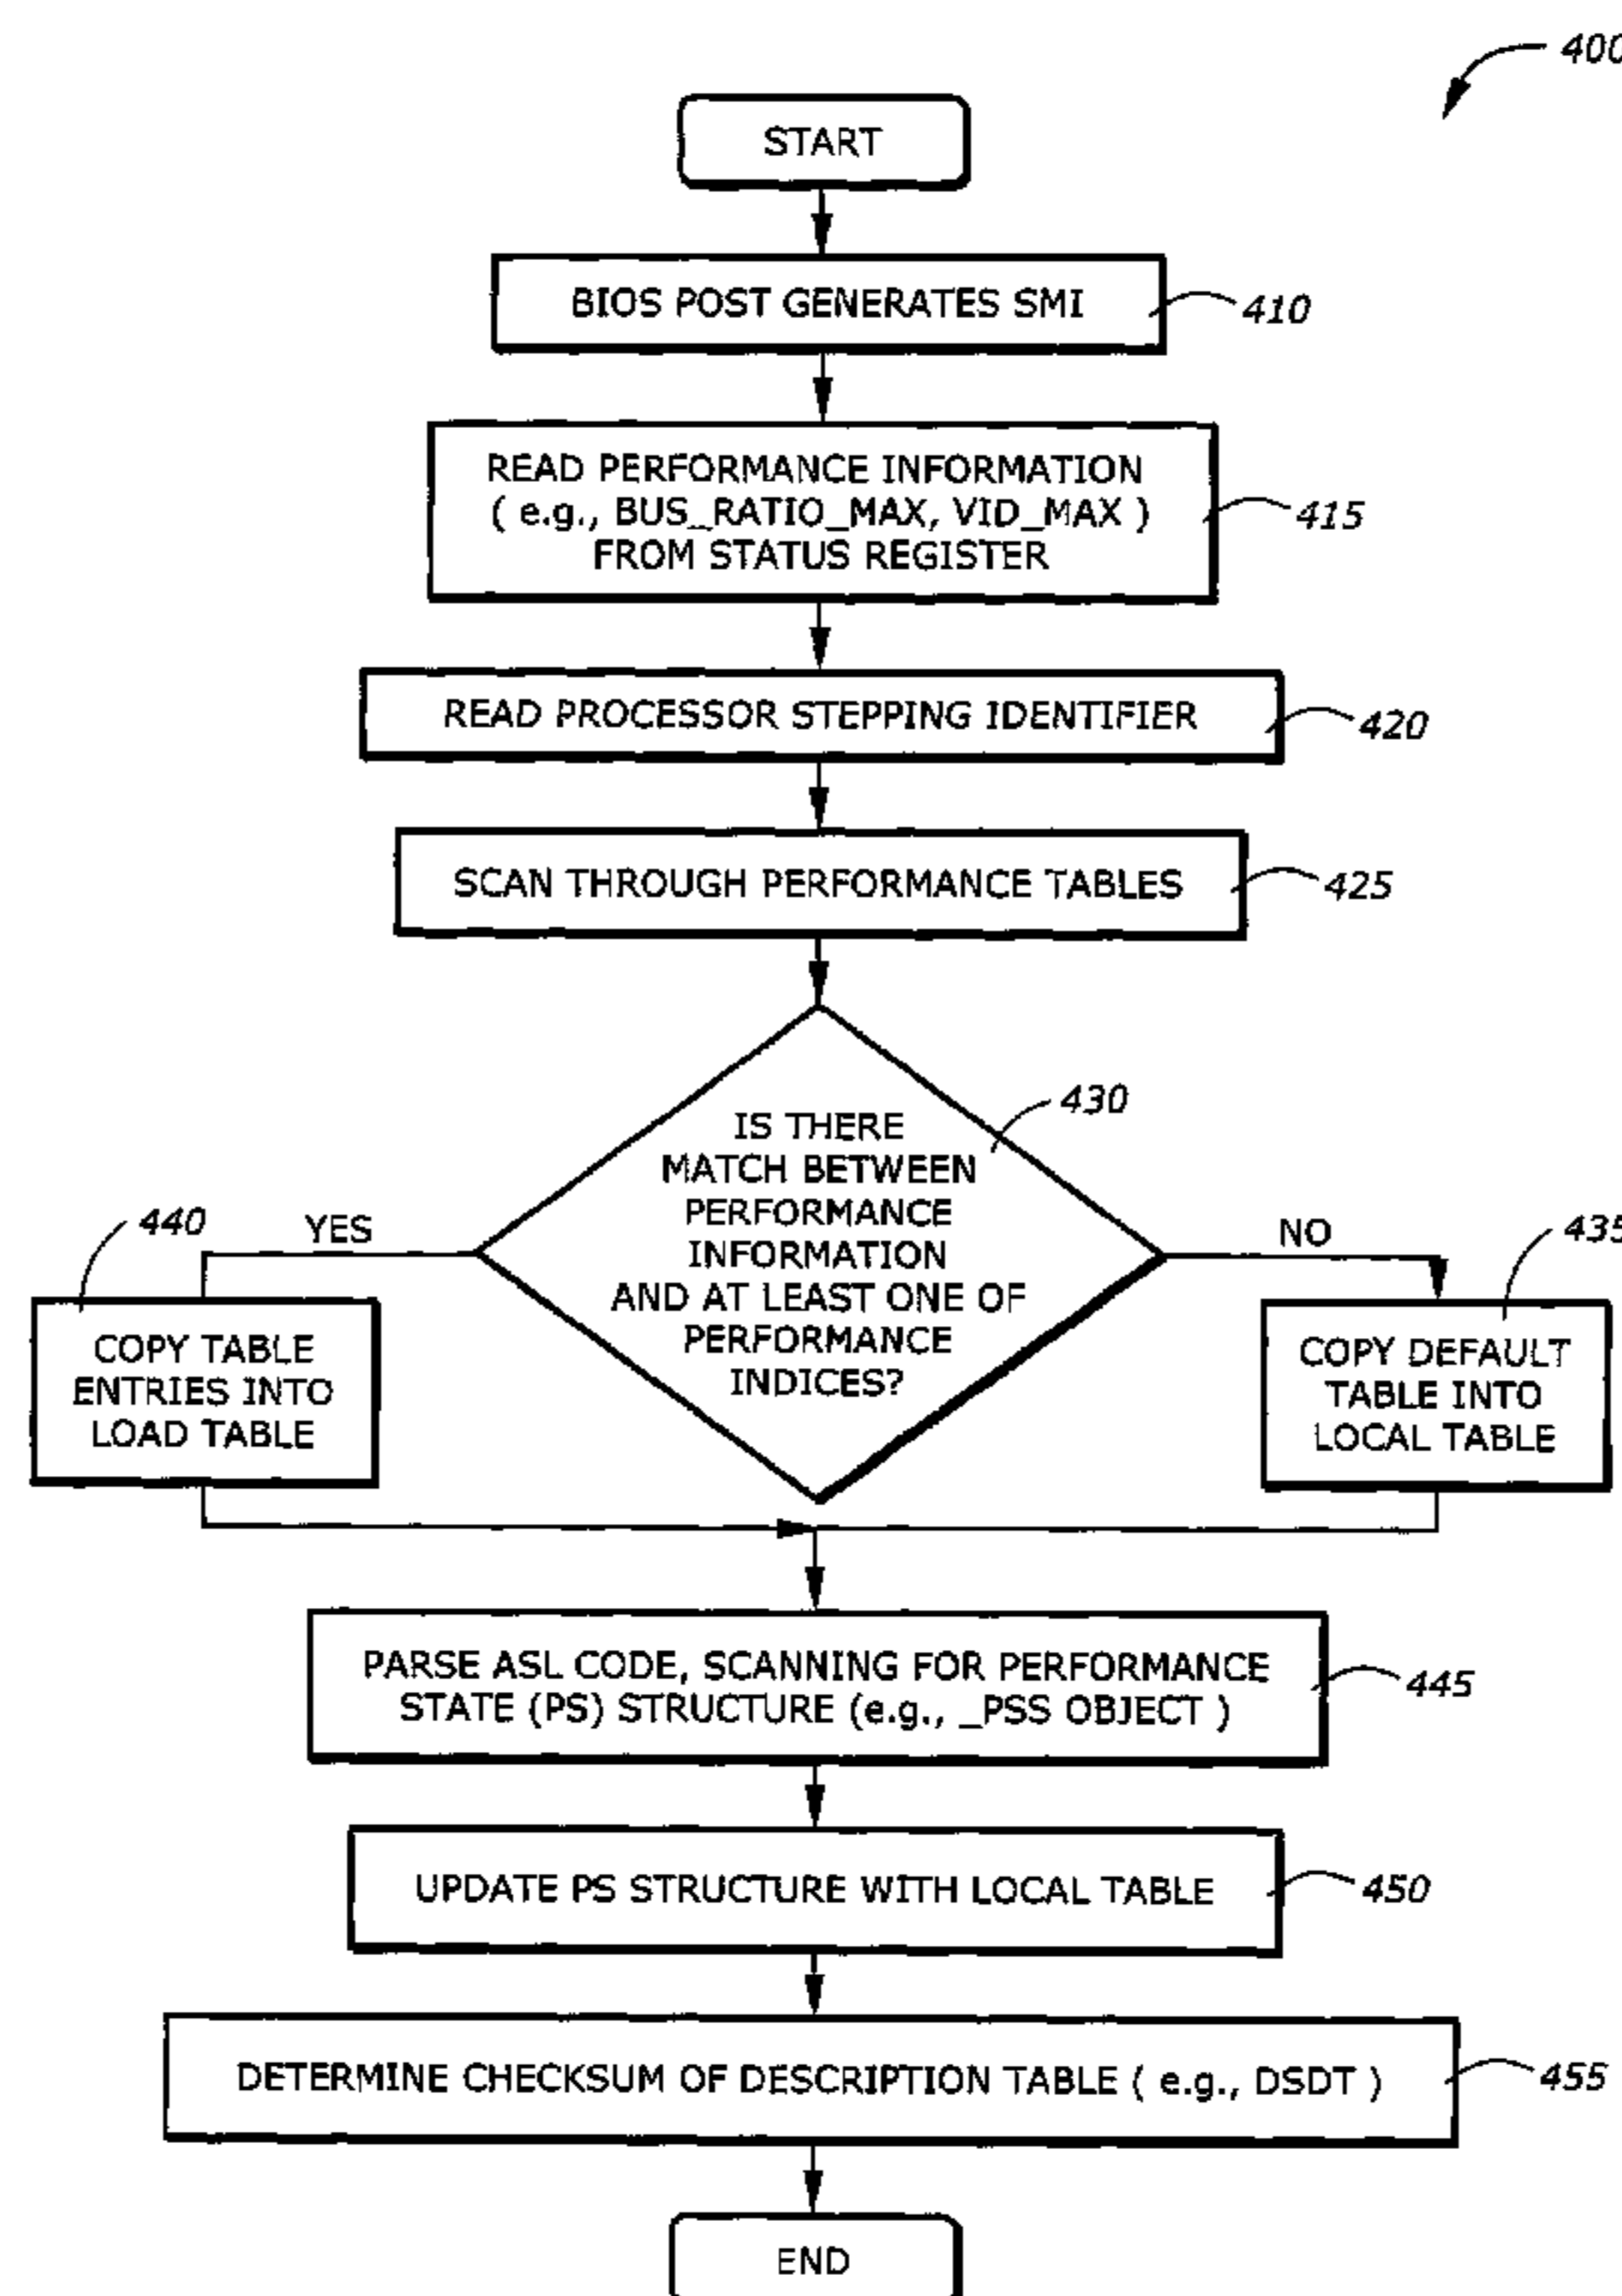 400
START
BIOS POST GENERATES SMI
410
READ PERFORMANCE INFORMATION
( e.g., BUS_RATIO_MAX, VID_MAX )
FROM STATUS REGISTER
415
READ PROCESSOR STEPPING IDENTIFIER
420
SCAN THROUGH PERFORMANCE TABLES
425
IS THERE
MATCH BETWEEN
PERFORMANCE
INFORMATION
AND AT LEAST ONE OF
PERFORMANCE
INDICES?
430
YES
440
COPY TABLE
ENTRIES INTO
LOAD TABLE
NO
435
COPY DEFAULT
TABLE INTO
LOCAL TABLE
PARSE ASL CODE, SCANNING FOR PERFORMANCE
STATE (PS) STRUCTURE (e.g., _PSS OBJECT )
445
UPDATE PS STRUCTURE WITH LOCAL TABLE
450
DETERMINE CHECKSUM OF DESCRIPTION TABLE ( e.g., DSDT )
455
END